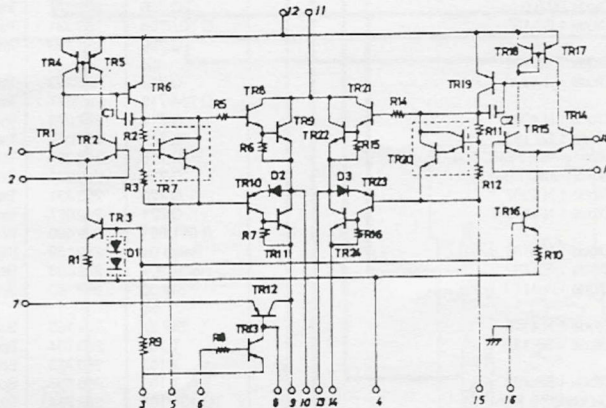 12 11
TR4 TR5 TR18 TR17
TR6 TR8 TR21 TR19
C1 R5 R14 C2
TR1 TR2 R2 TR9 TR22 R11 TR15 TR14
1 R6 R15
2 R3 TR7 D2 D3 TR20 R12
TR10 TR23
TR3 R7 R16 TR16
R1 D1 TR11 TR24 R10
7 TR12
R9 R8 TR13
3 5 6 8 9 10 13 14 4 15 16